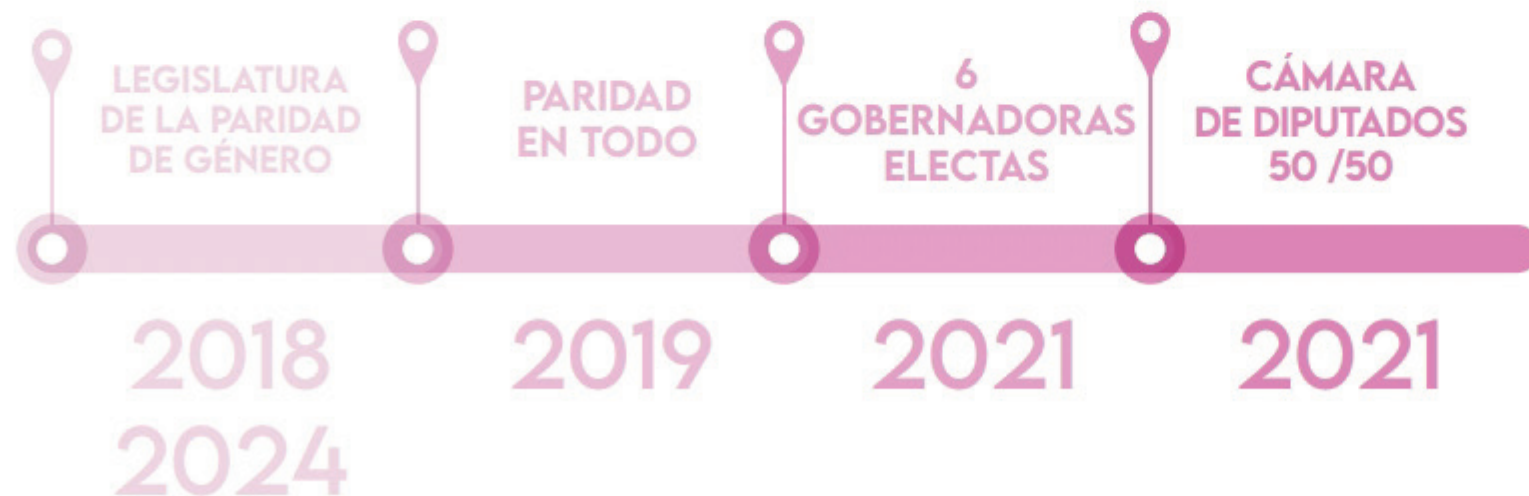 LEGISLATURA
DE LA PARIDAD
DE GÉNERO
2018
2024
PARIDAD
EN TODO
2019
6
GOBERNADORAS
ELECTAS
2021
CÁMARA
DE DIPUTADOS
50 /50
2021